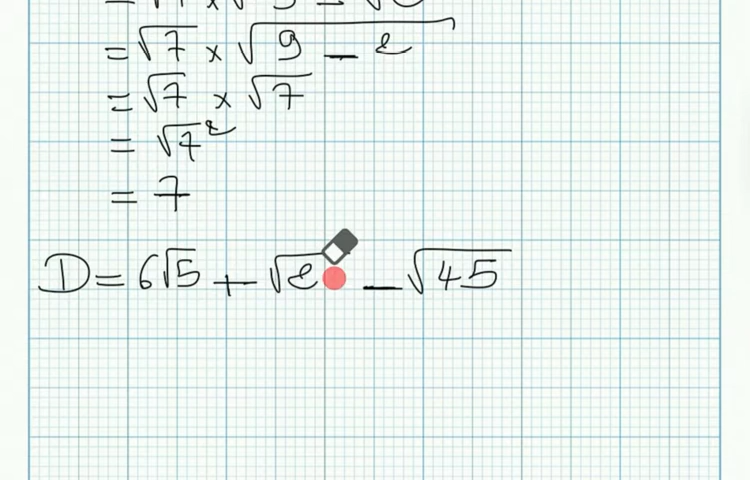 = √7 × √9 - 2
= √7 × √7
= √7²
= 7
D = 6√5 + √2 - √45